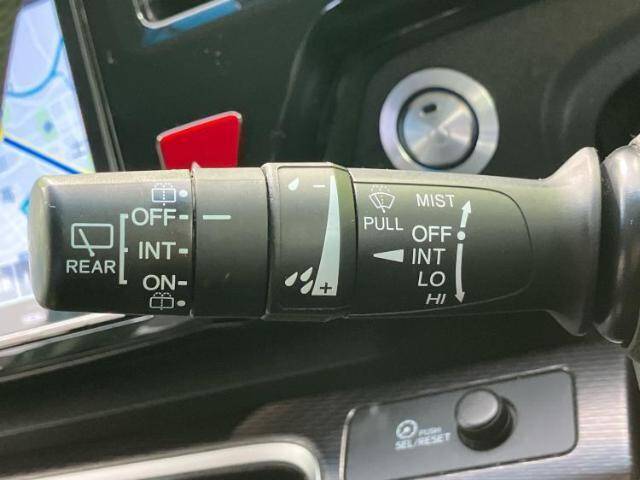 OFF
REAR
INT
ON
-
+
PULL
MIST
OFF
INT
LO
HI
PUSH
SEL/RESET